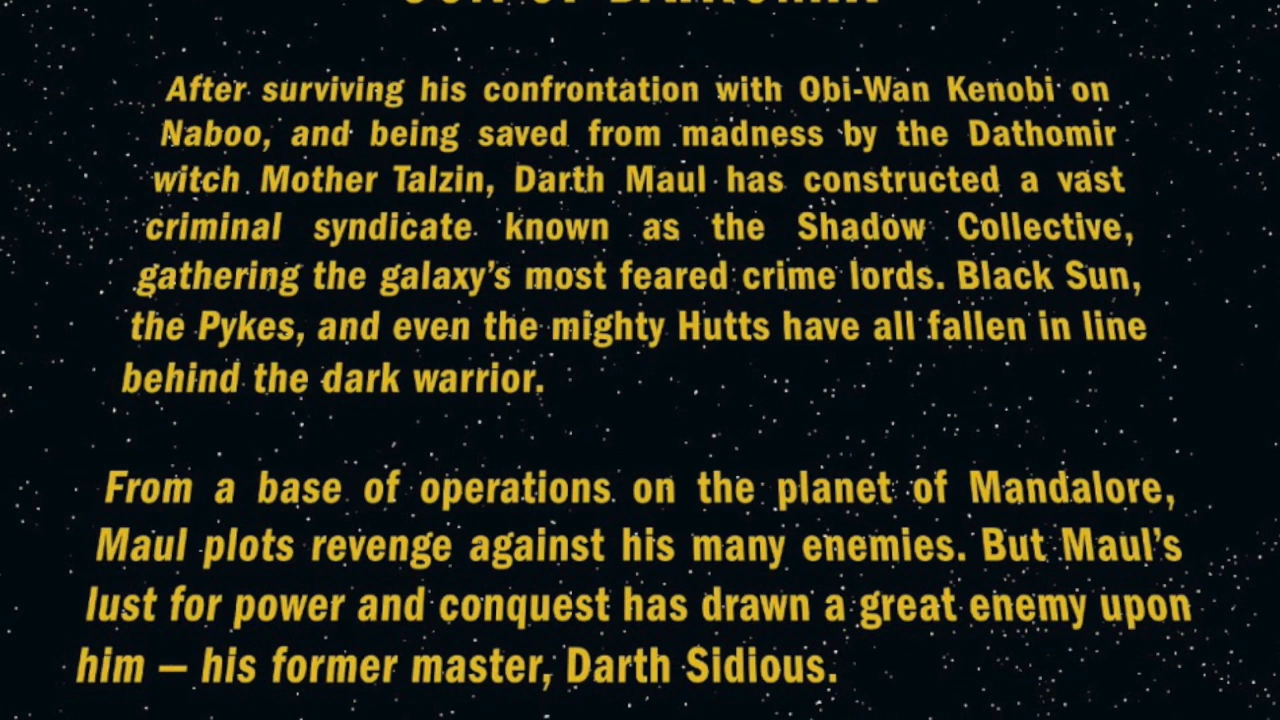 After surviving his confrontation with Obi-Wan Kenobi on
Naboo, and being saved from madness by the Dathomir
witch Mother Talzin, Darth Maul has constructed a vast
criminal syndicate known as the Shadow Collective,
gathering the galaxy’s most feared crime lords. Black Sun,
the Pykes, and even the mighty Hutts have all fallen in line
behind the dark warrior.
From a base of operations on the planet of Mandalore,
Maul plots revenge against his many enemies. But Maul’s
lust for power and conquest has drawn a great enemy upon
him — his former master, Darth Sidious.